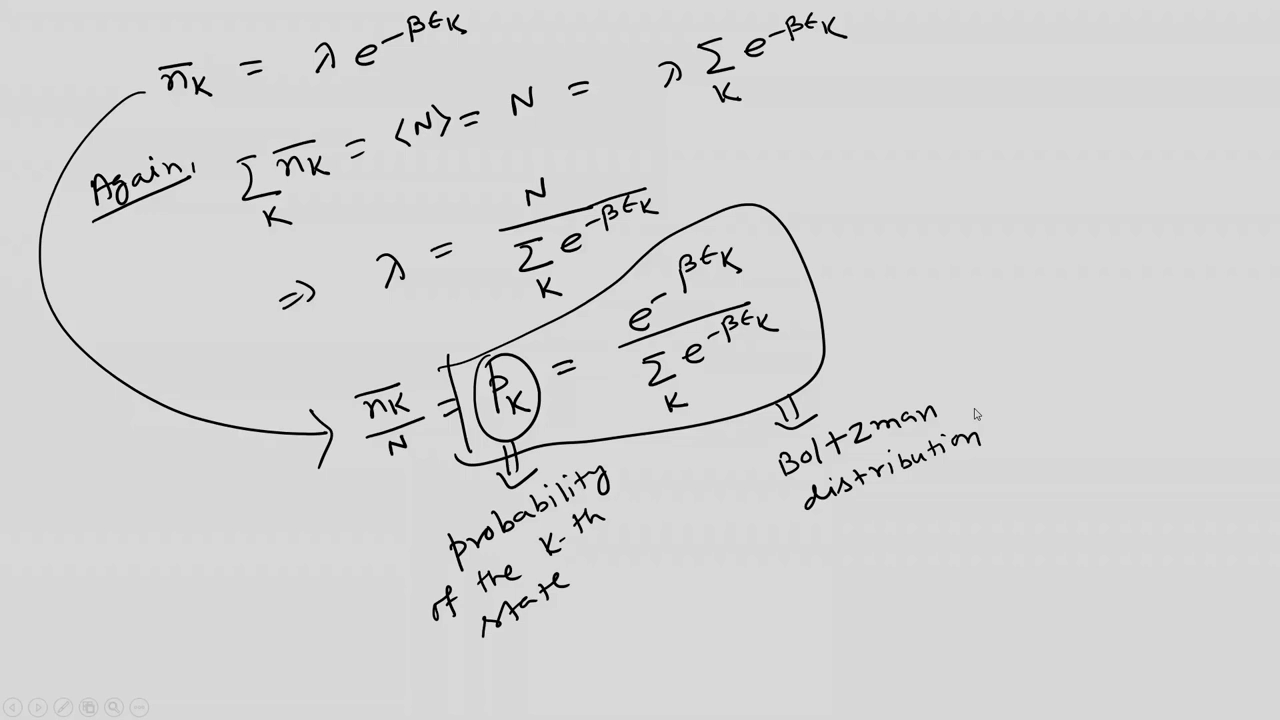 n̅_K = λ e^{-βϵ_K}
Again, Σ_K n̅_K = ⟨N⟩ = N = λ Σ_K e^{-βϵ_K}
⇒ λ = N / Σ_K e^{-βϵ_K}
n̅_K / N = p_K = e^{-βϵ_K} / Σ_K e^{-βϵ_K}
probability
of the K-th
state
Boltzman
distribution